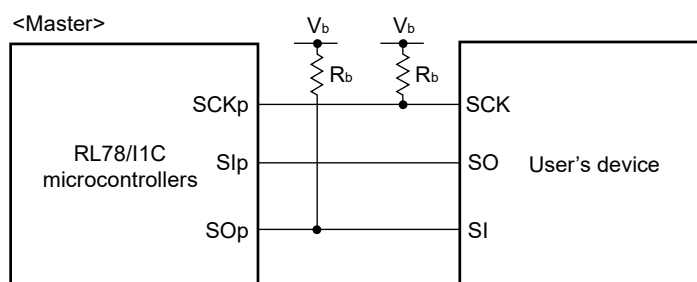 <Master>
Vb Vb
Rb Rb
SCKp SCK
RL78/I1C
microcontrollers
SIp SO
User's device
SOp SI